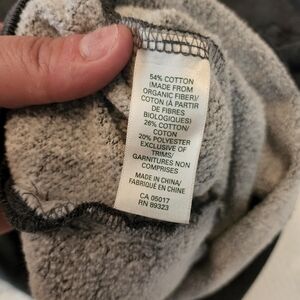 54% COTTON
(MADE FROM
ORGANIC FIBER)/
COTON (À PARTIR
DE FIBRES
BIOLOGIQUES)
26% COTTON/
COTON
20% POLYESTER
EXCLUSIVE OF
TRIMS/
GARNITURES NON
COMPRISES
MADE IN CHINA/
FABRIQUÉ EN CHINE
CA 05017
RN 89323